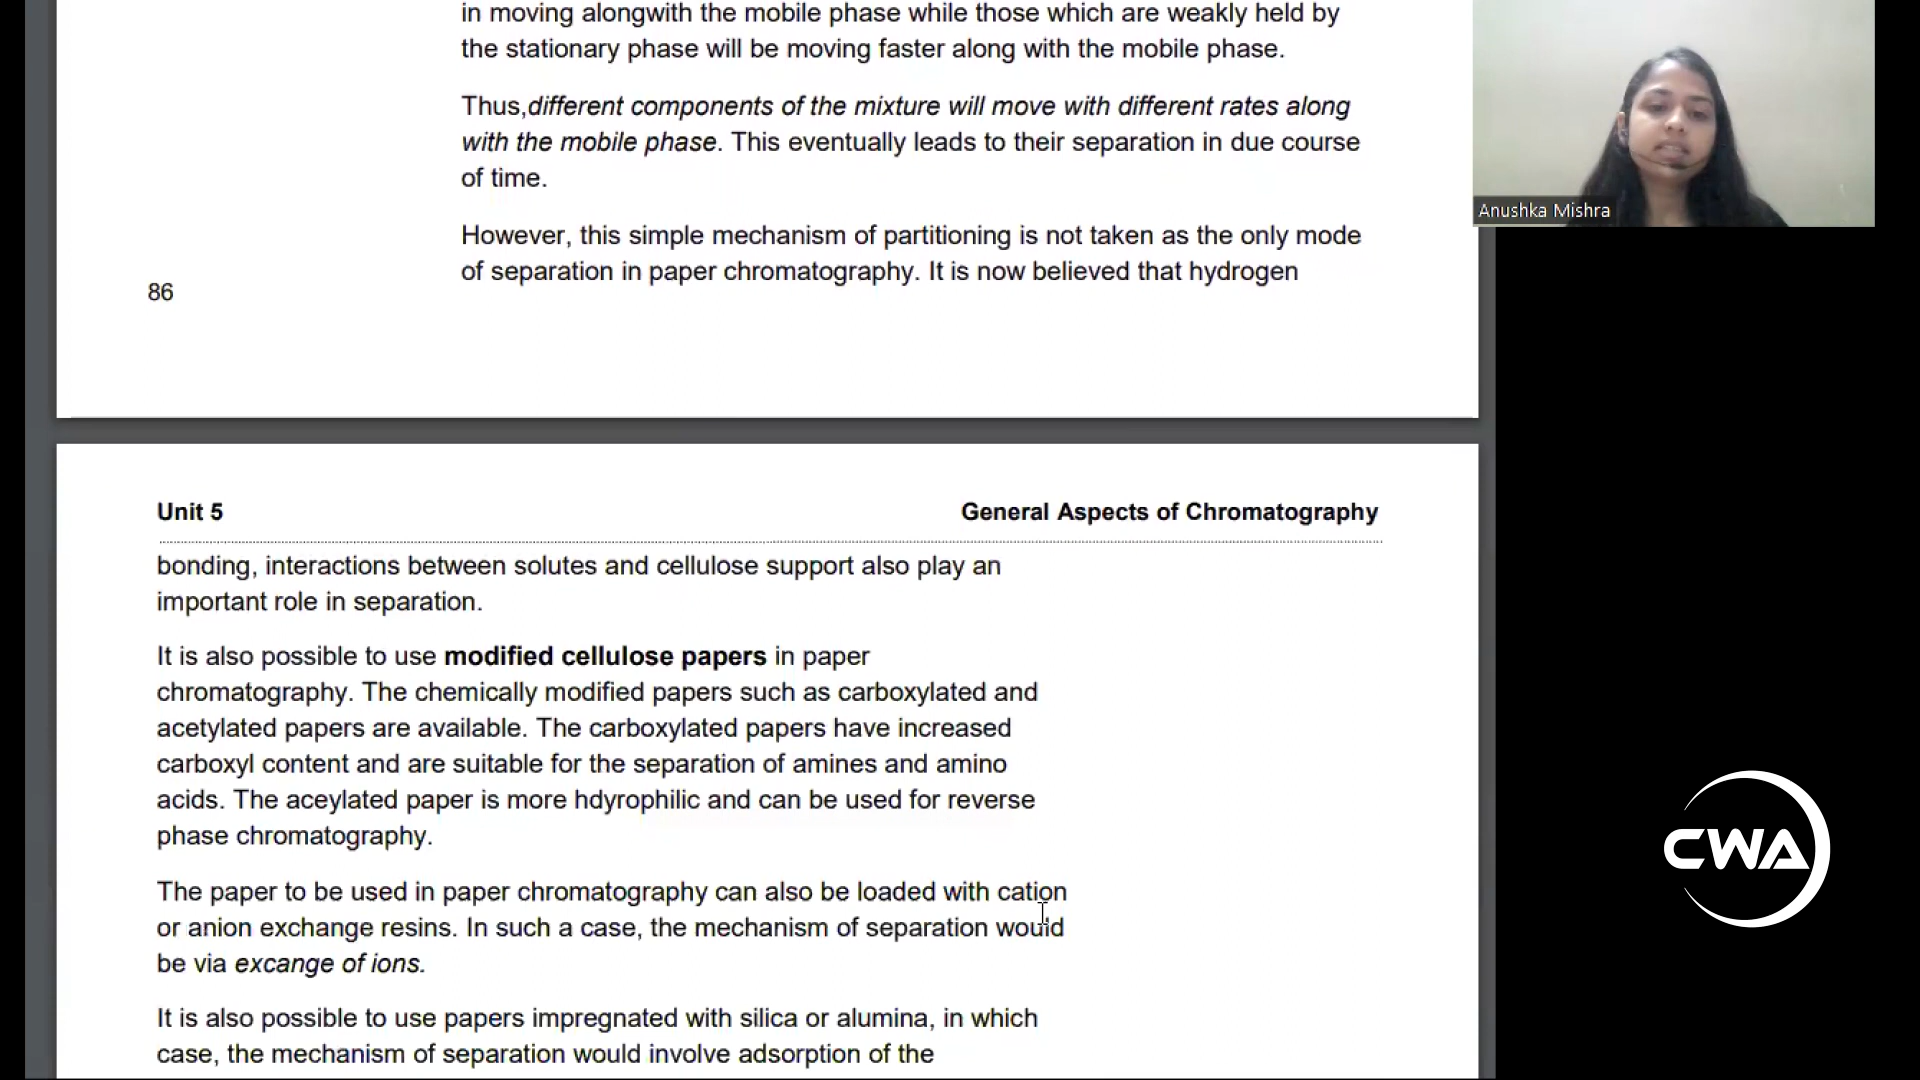 in moving alongwith the mobile phase while those which are weakly held by
the stationary phase will be moving faster along with the mobile phase.
Thus,different components of the mixture will move with different rates along
with the mobile phase. This eventually leads to their separation in due course
of time.
However, this simple mechanism of partitioning is not taken as the only mode
of separation in paper chromatography. It is now believed that hydrogen
86
Anushka Mishra
Unit 5 General Aspects of Chromatography
bonding, interactions between solutes and cellulose support also play an
important role in separation.
It is also possible to use modified cellulose papers in paper
chromatography. The chemically modified papers such as carboxylated and
acetylated papers are available. The carboxylated papers have increased
carboxyl content and are suitable for the separation of amines and amino
acids. The aceylated paper is more hdyrophilic and can be used for reverse
phase chromatography.
The paper to be used in paper chromatography can also be loaded with cation
or anion exchange resins. In such a case, the mechanism of separation would
be via excange of ions.
It is also possible to use papers impregnated with silica or alumina, in which
case, the mechanism of separation would involve adsorption of the
CWA